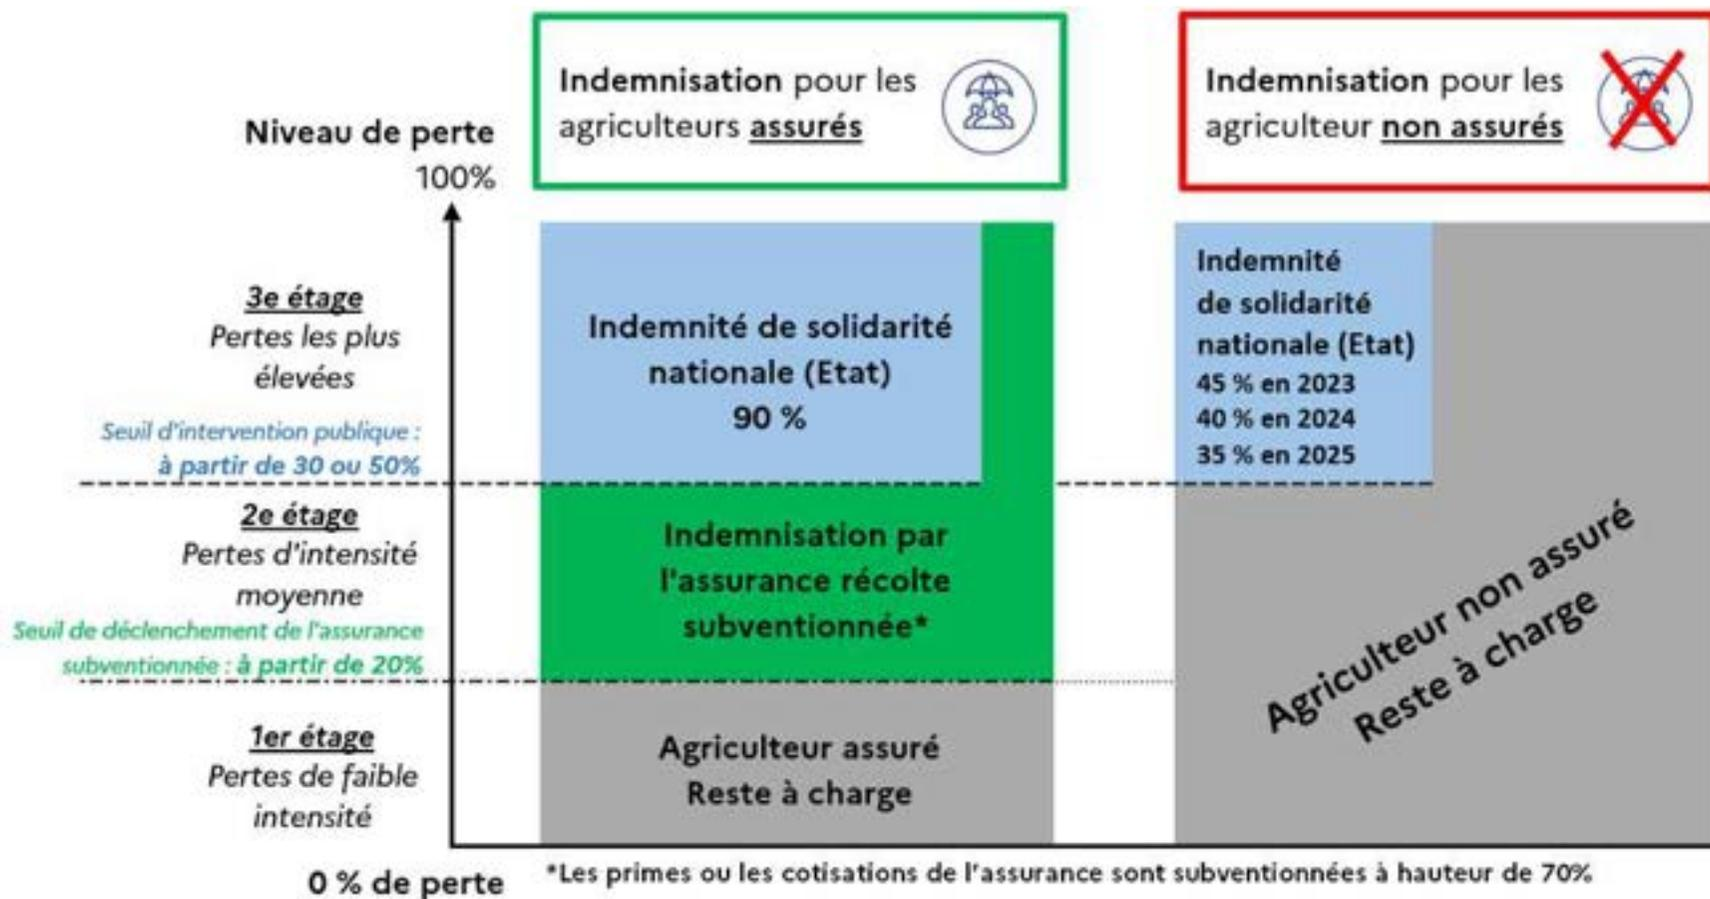 Indemnisation pour les
agriculteurs assurés
Indemnisation pour les
agriculteur non assurés
Niveau de perte
100%
3e étage
Pertes les plus
élevées
Seuil d'intervention publique :
à partir de 30 ou 50%
2e étage
Pertes d'intensité
moyenne
Seuil de déclenchement de l'assurance
subventionnée : à partir de 20%
1er étage
Pertes de faible
intensité
0 % de perte
Indemnité de solidarité
nationale (Etat)
90 %
Indemnisation par
l'assurance récolte
subventionnée*
Agriculteur assuré
Reste à charge
Indemnité
de solidarité
nationale (Etat)
45 % en 2023
40 % en 2024
35 % en 2025
Agriculteur non assuré
Reste à charge
*Les primes ou les cotisations de l'assurance sont subventionnées à hauteur de 70%